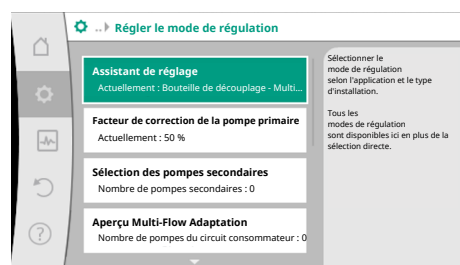 ..▸ Régler le mode de régulation
Assistant de réglage
Actuellement : Bouteille de découplage - Multi...
Facteur de correction de la pompe primaire
Actuellement : 50 %
Sélection des pompes secondaires
Nombre de pompes secondaires : 0
Aperçu Multi-Flow Adaptation
Nombre de pompes du circuit consommateur : 0
Sélectionner le
mode de régulation
selon l'application et le type
d'installation.
Tous les
modes de régulation
sont disponibles ici en plus de la
sélection directe.